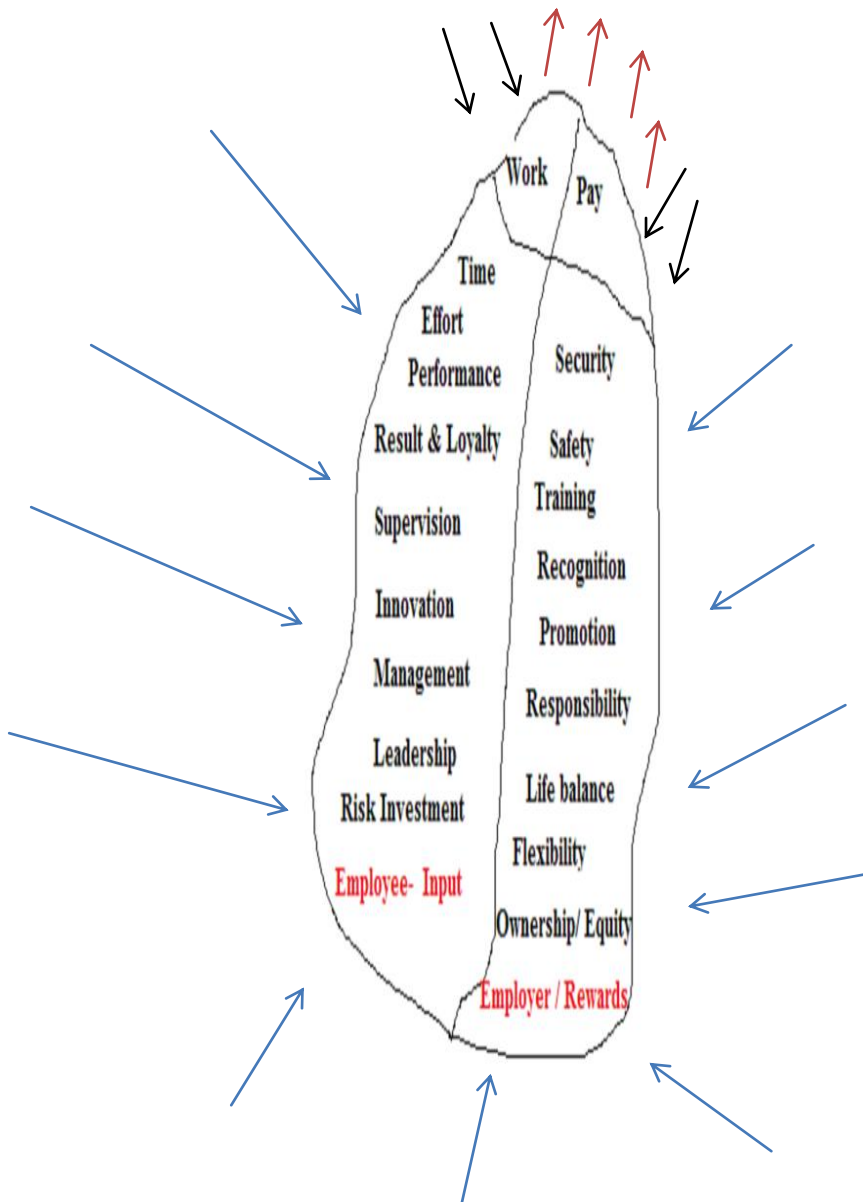 Work
Pay
Time
Effort
Performance
Result & Loyalty
Supervision
Innovation
Management
Leadership
Risk Investment
Employee- Input
Security
Safety
Training
Recognition
Promotion
Responsibility
Life balance
Flexibility
Ownership/ Equity
Employer / Rewards